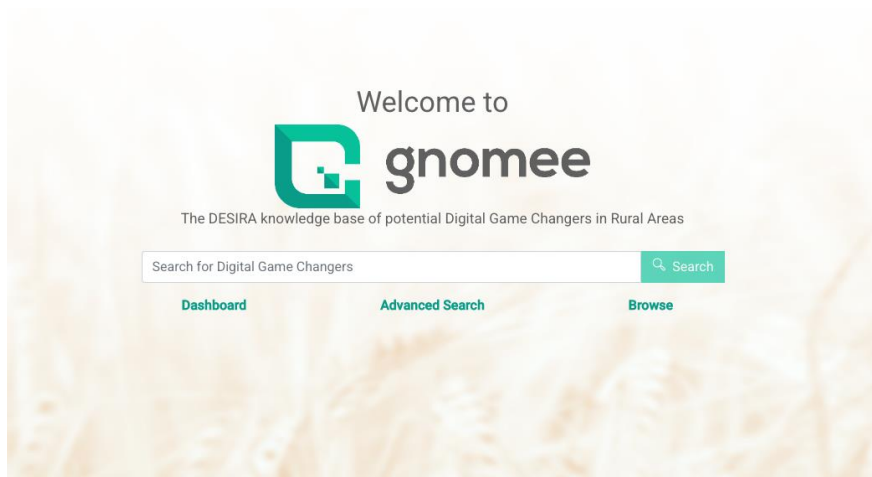 Welcome to
gnomee
The DESIRA knowledge base of potential Digital Game Changers in Rural Areas
Search for Digital Game Changers Search
Dashboard Advanced Search Browse